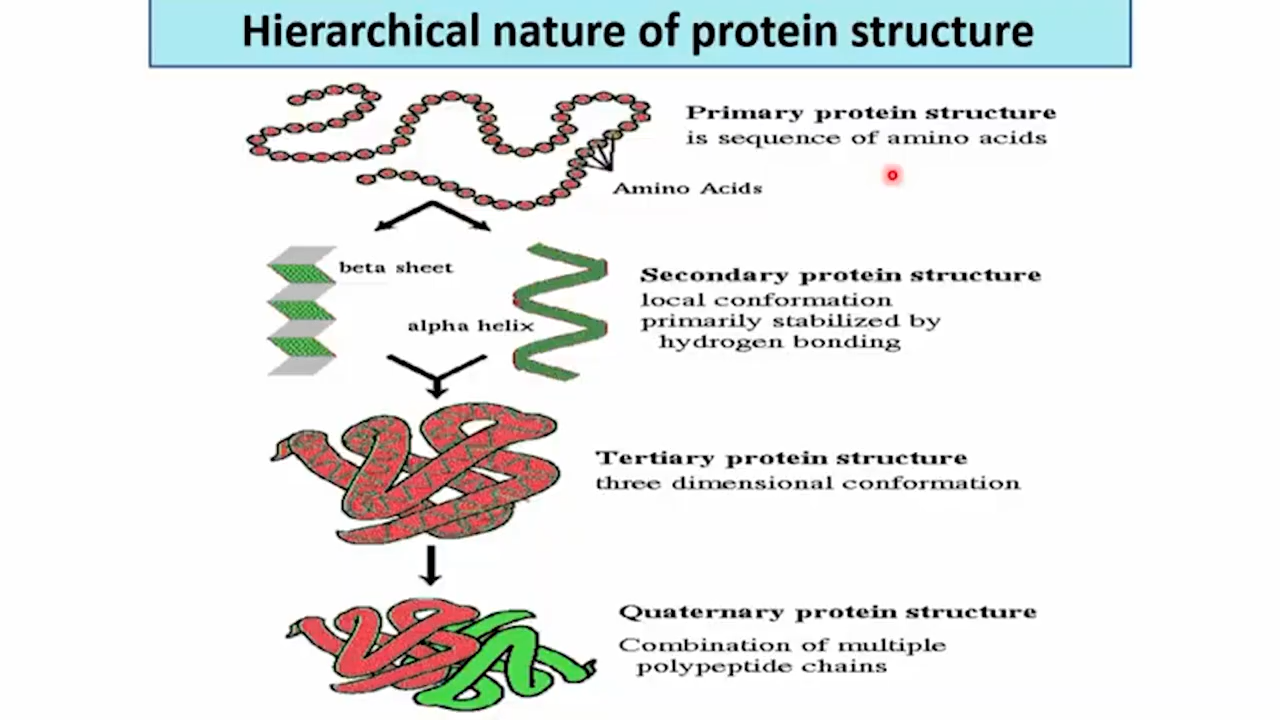 Hierarchical nature of protein structure
Primary protein structure
is sequence of amino acids
Amino Acids
beta sheet
alpha helix
Secondary protein structure
local conformation
primarily stabilized by
hydrogen bonding
Tertiary protein structure
three dimensional conformation
Quaternary protein structure
Combination of multiple
polypeptide chains